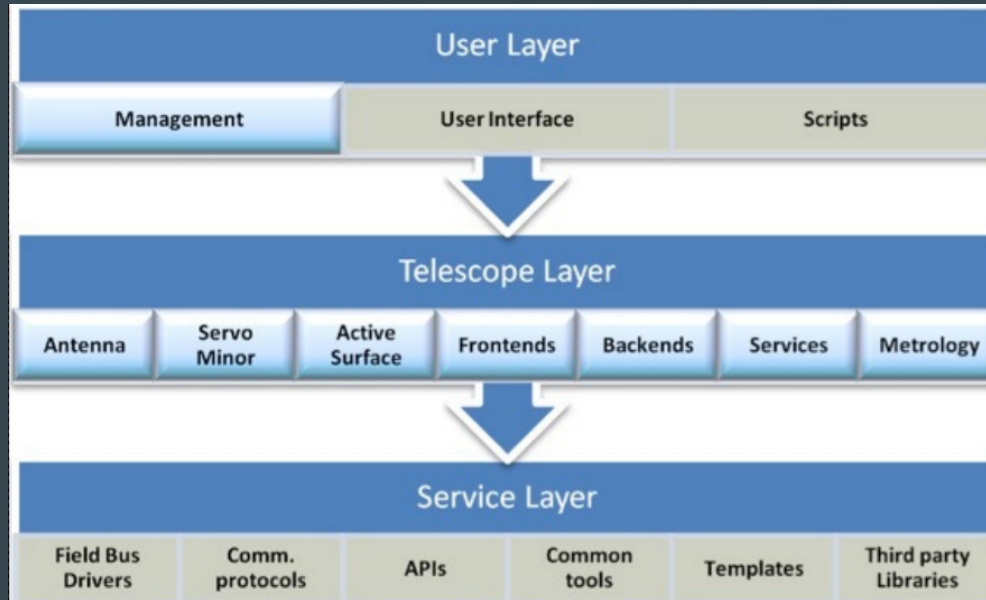 User Layer
Management User Interface Scripts
Telescope Layer
Antenna Servo Minor Active Surface Frontends Backends Services Metrology
Service Layer
Field Bus Drivers Comm. protocols APIs Common tools Templates Third party Libraries